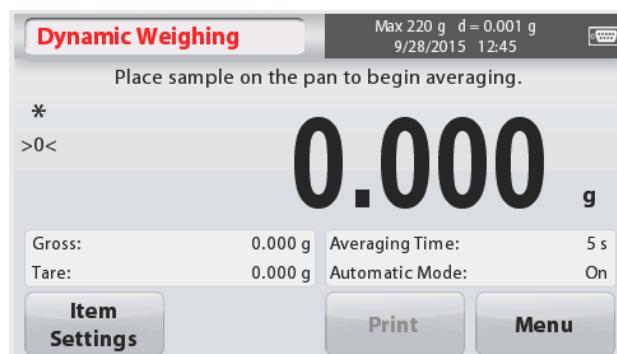 Dynamic Weighing
Max 220 g d = 0.001 g
9/28/2015 12:45
Place sample on the pan to begin averaging.
*
>0<
0.000 g
Gross: 0.000 g
Tare: 0.000 g
Averaging Time: 5 s
Automatic Mode: On
Item
Settings
Print
Menu